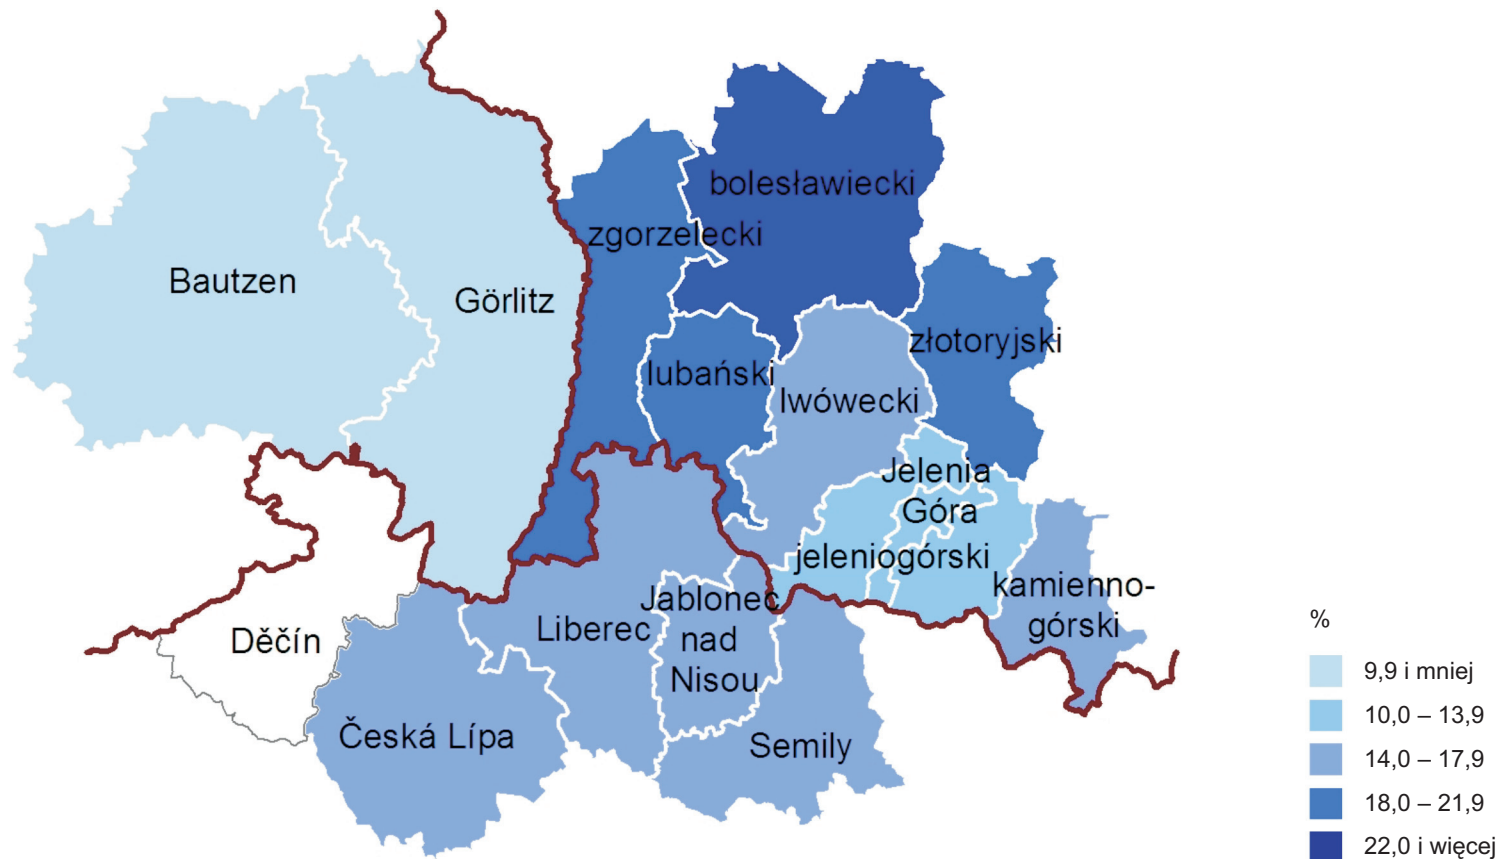 bolesławiecki
zgorzelecki
Bautzen
Görlitz
złotoryjski
lubański
lwówecki
Jelenia
Góra
jeleniogórski
kamienno-
górski
Jablonec
nad
Nisou
Liberec
Děčín
Česká Lípa
Semily
%
9,9 i mniej
10,0 – 13,9
14,0 – 17,9
18,0 – 21,9
22,0 i więcej